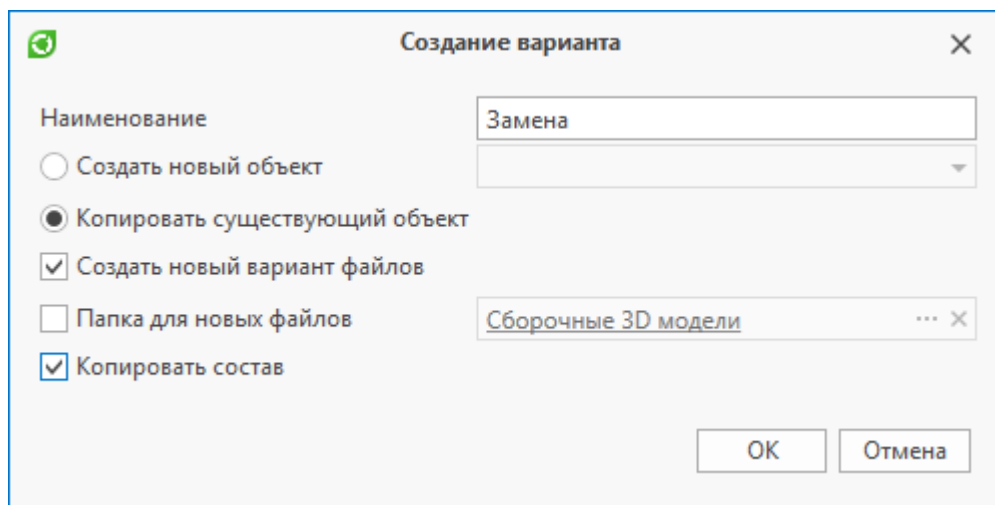 Создание варианта
Наименование Замена
Создать новый объект
Копировать существующий объект
Создать новый вариант файлов
Папка для новых файлов Сборочные 3D модели ...
Копировать состав
ОК Отмена